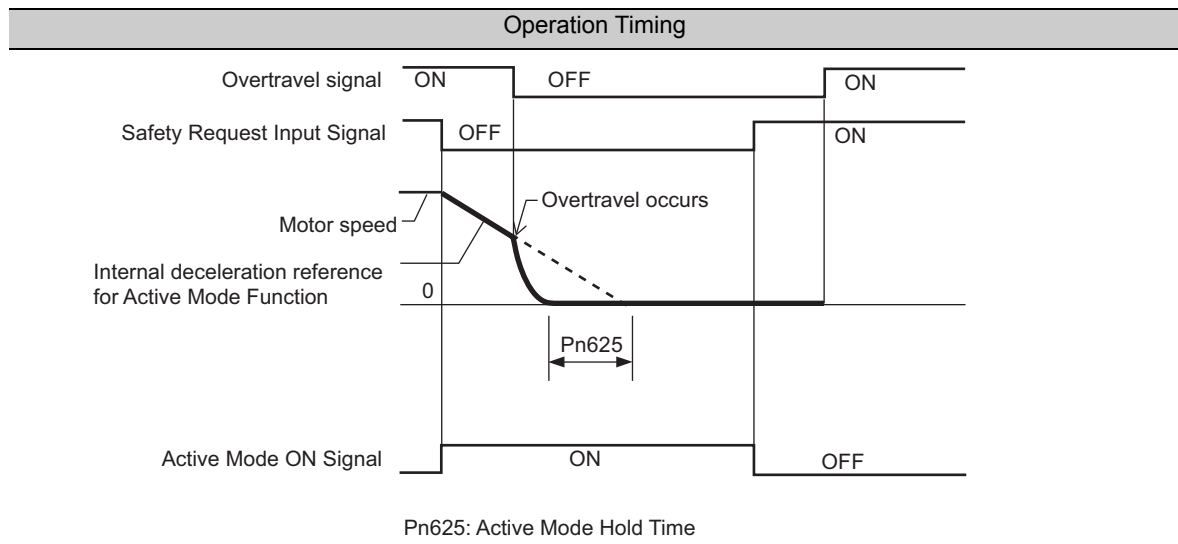 Operation Timing
Overtravel signal
ON
OFF
ON
Safety Request Input Signal
OFF
ON
Overtravel occurs
Motor speed
Internal deceleration reference
for Active Mode Function
0
Pn625
Active Mode ON Signal
ON
OFF
Pn625: Active Mode Hold Time